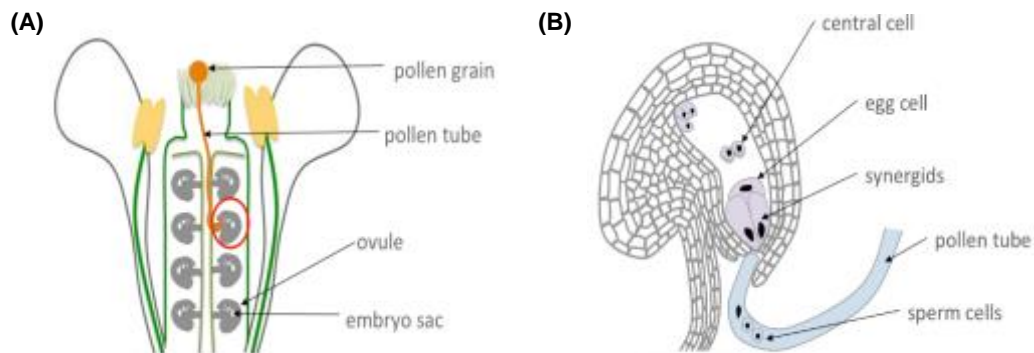 (A)
pollen grain
pollen tube
ovule
embryo sac
(B)
central cell
egg cell
synergids
pollen tube
sperm cells